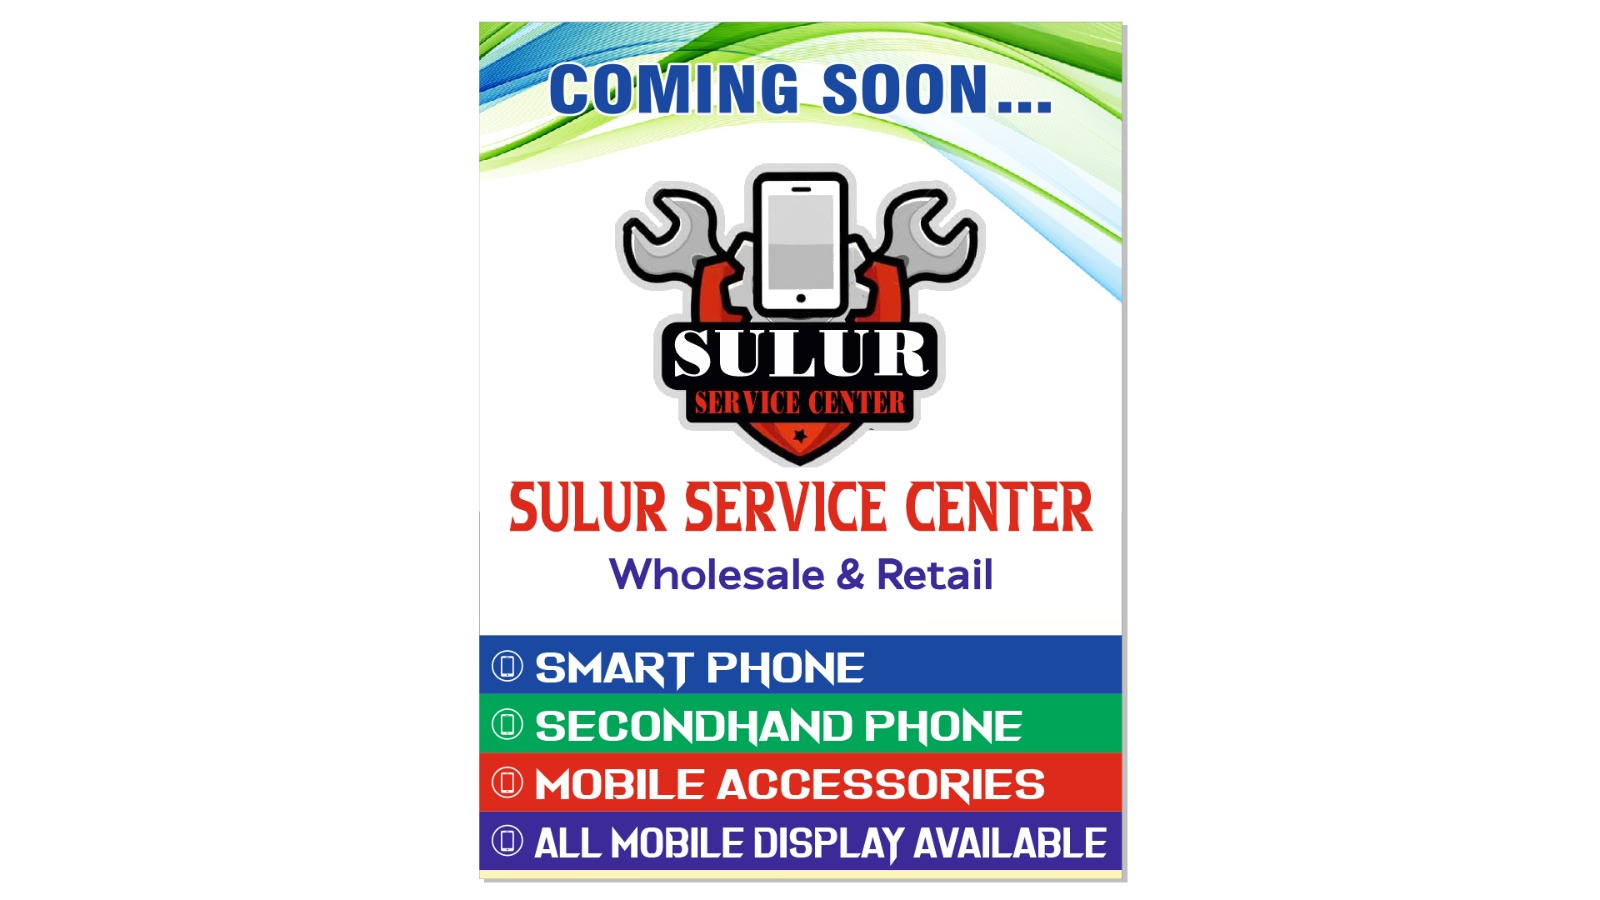 COMING SOON...
SULUR
SERVICE CENTER
SULUR SERVICE CENTER
Wholesale & Retail
SMART PHONE
SECONDHAND PHONE
MOBILE ACCESSORIES
ALL MOBILE DISPLAY AVAILABLE